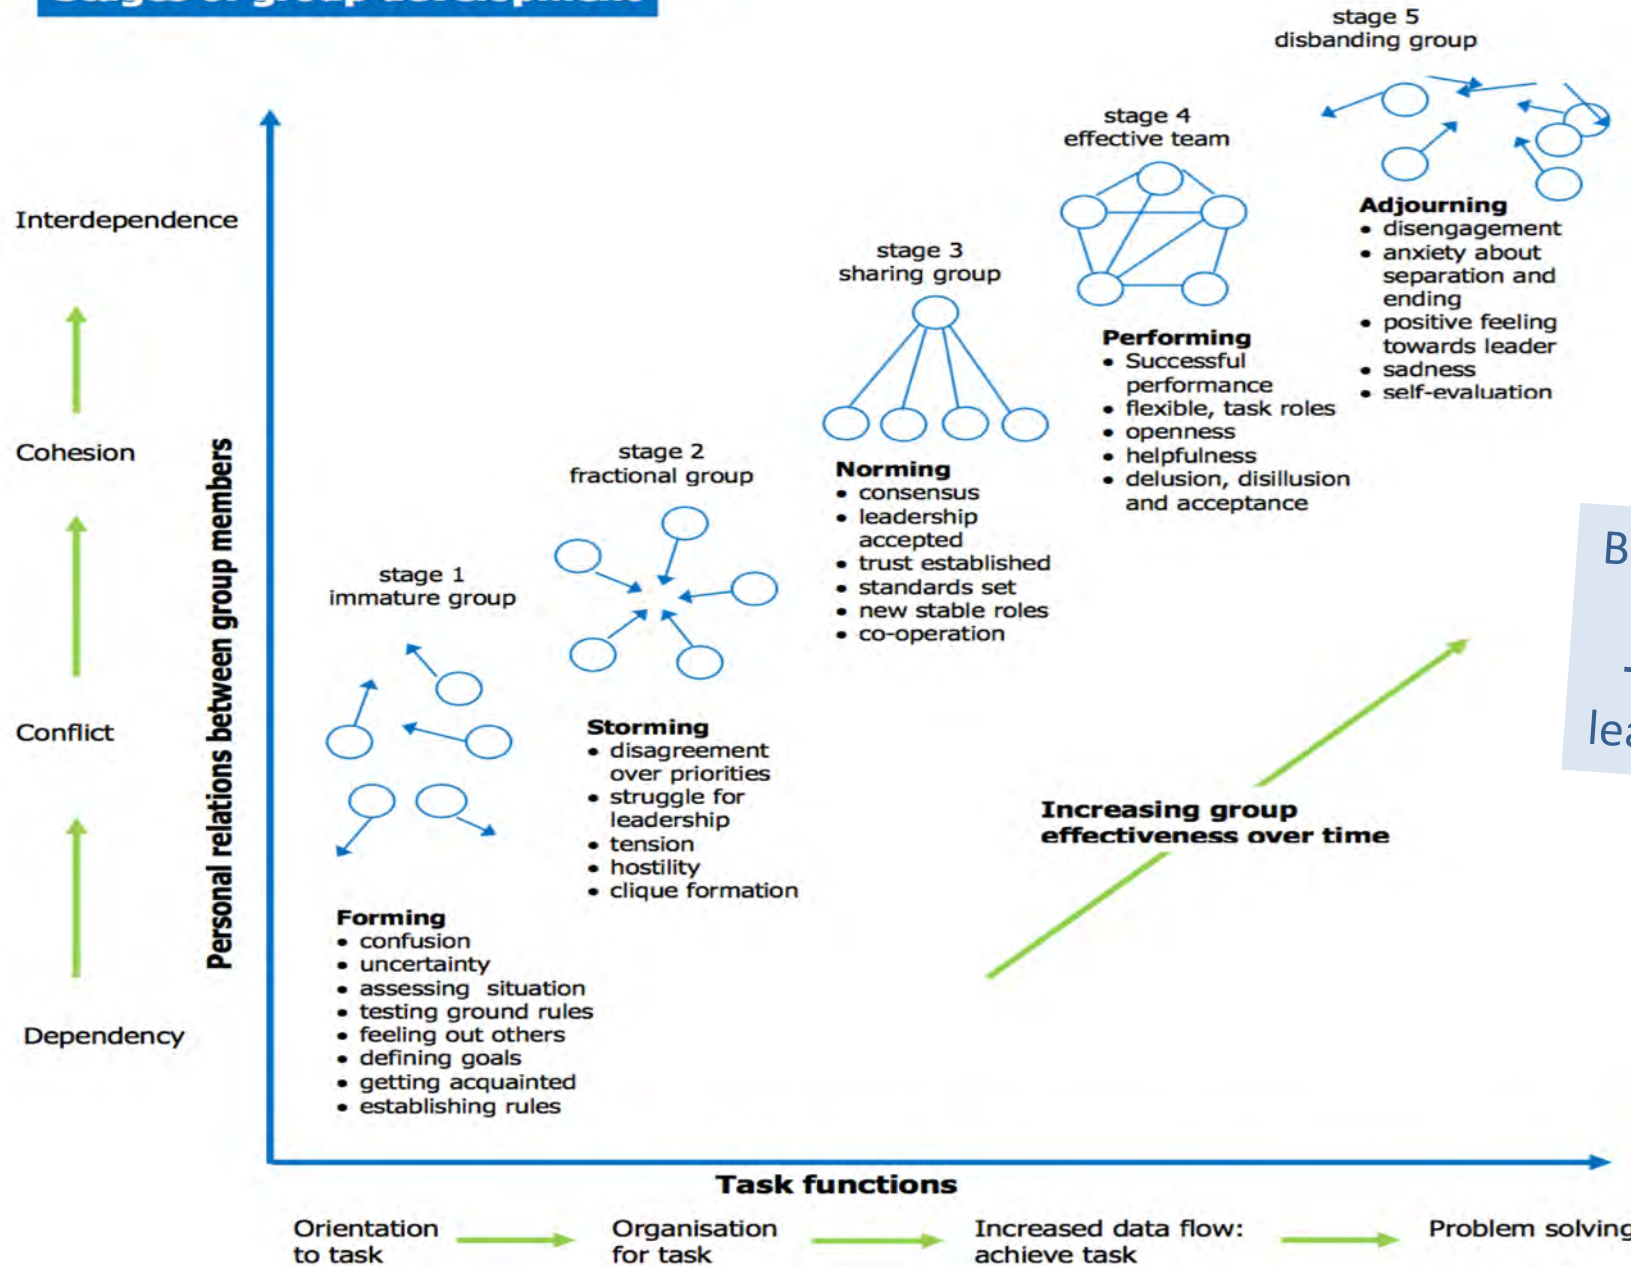 Stages of group development
stage 5
disbanding group
stage 4
effective team
Adjourning
• disengagement
• anxiety about
separation and
ending
• positive feeling
towards leader
• sadness
• self-evaluation
Interdependence
stage 3
sharing group
Performing
• Successful
performance
• flexible, task roles
• openness
• helpfulness
• delusion, disillusion
and acceptance
Cohesion
stage 2
fractional group
Norming
• consensus
• leadership
accepted
• trust established
• standards set
• new stable roles
• co-operation
Personal relations between group members
stage 1
immature group
Conflict
Storming
• disagreement
over priorities
• struggle for
leadership
• tension
• hostility
• clique formation
Increasing group
effectiveness over time
Forming
• confusion
• uncertainty
• assessing situation
• testing ground rules
• feeling out others
• defining goals
• getting acquainted
• establishing rules
Dependency
Task functions
Orientation
to task
Organisation
for task
Increased data flow:
achieve task
Problem solving